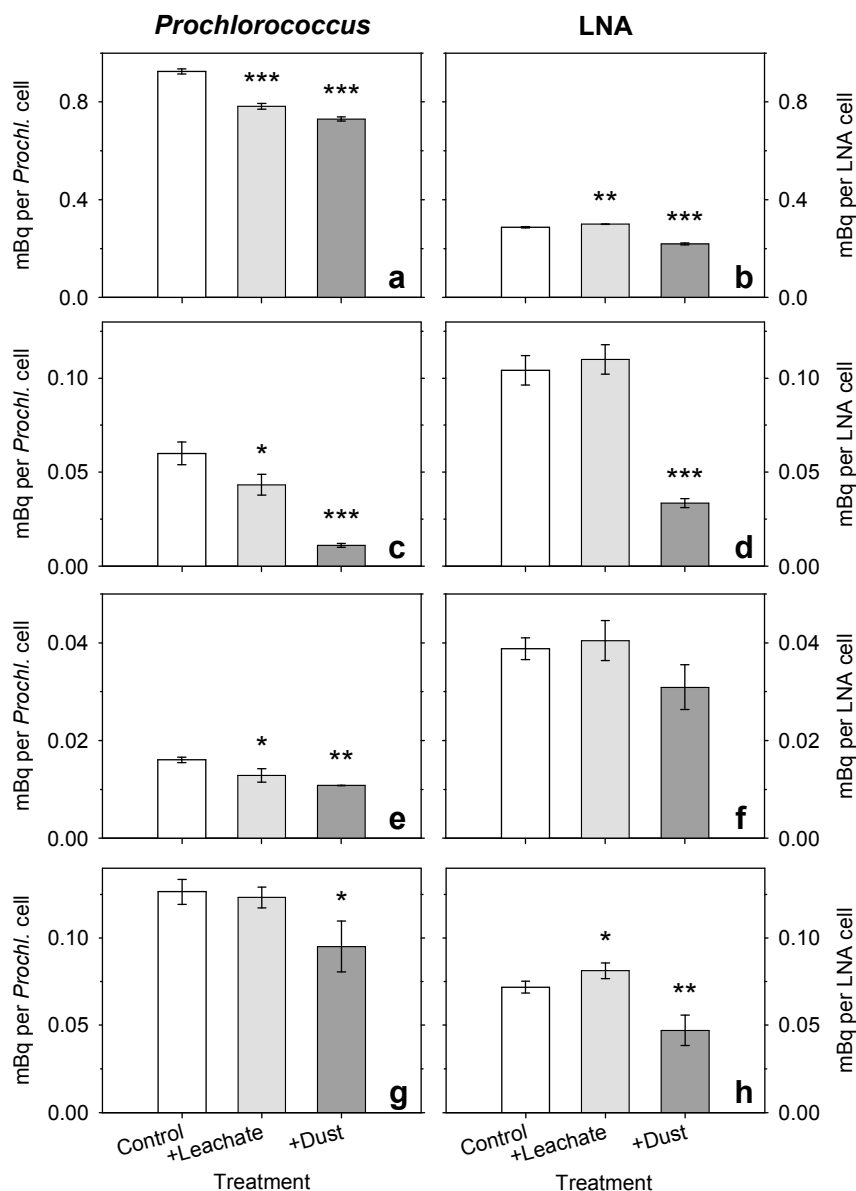 Prochlorococcus LNA
mBq per Prochl. cell
0.8
0.4
0.0
*** ***
a
** ***
b
0.8
0.4
0.0
mBq per LNA cell
mBq per Prochl. cell
0.10
0.05
0.00
* ***
c
***
d
0.10
0.05
0.00
mBq per LNA cell
mBq per Prochl. cell
0.04
0.02
0.00
* **
e
f
0.04
0.02
0.00
mBq per LNA cell
mBq per Prochl. cell
0.10
0.05
0.00
*
g
* **
h
0.10
0.05
0.00
mBq per LNA cell
Control +Leachate +Dust
Control +Leachate +Dust
Treatment Treatment